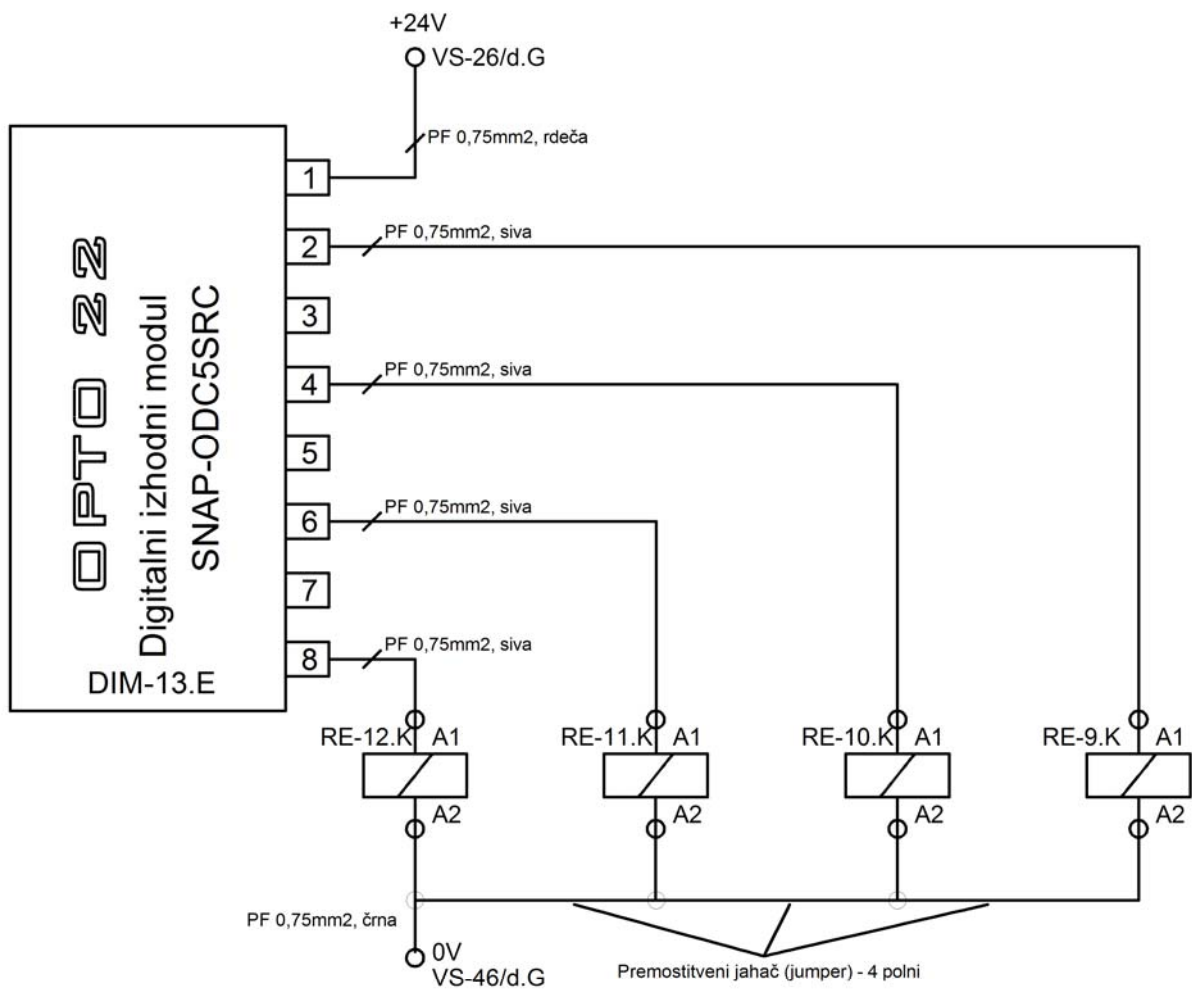 +24V
VS-26/d.G
PF 0,75mm2, rdeča
1
PF 0,75mm2, siva
2
3
PF 0,75mm2, siva
4
5
PF 0,75mm2, siva
6
7
PF 0,75mm2, siva
8
OPTO 22
Digitalni izhodni modul
SNAP-ODC5SRC
DIM-13.E
RE-12.K A1
RE-11.K A1
RE-10.K A1
RE-9.K A1
A2
A2
A2
A2
PF 0,75mm2, črna
0V
VS-46/d.G
Premostitveni jahač (jumper) - 4 polni